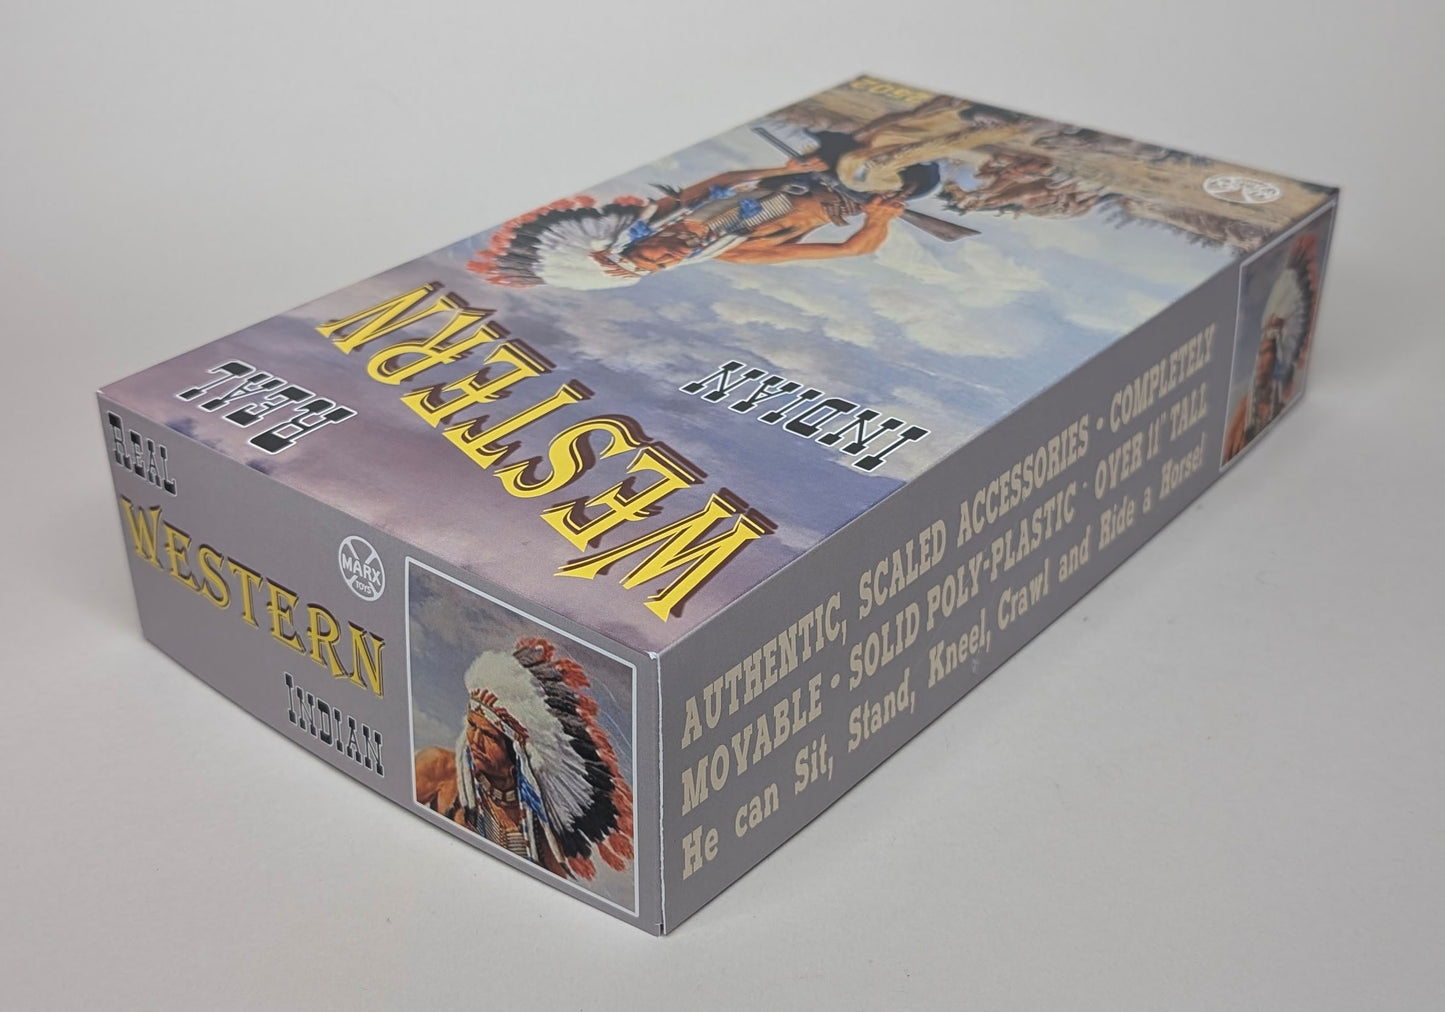 2502
REAL
WESTERN
INDIAN
REAL
WESTERN
INDIAN
MARX
TOYS
AUTHENTIC, SCALED ACCESSORIES • COMPLETELY
MOVABLE • SOLID POLY-PLASTIC • OVER 11" TALL
He can Sit, Stand, Kneel, Crawl and Ride a Horse!